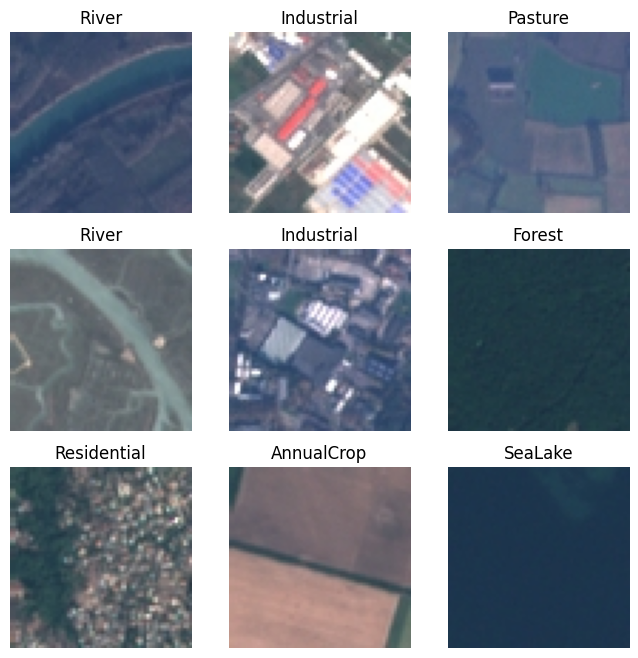 River
Industrial
Pasture
River
Industrial
Forest
Residential
AnnualCrop
SeaLake